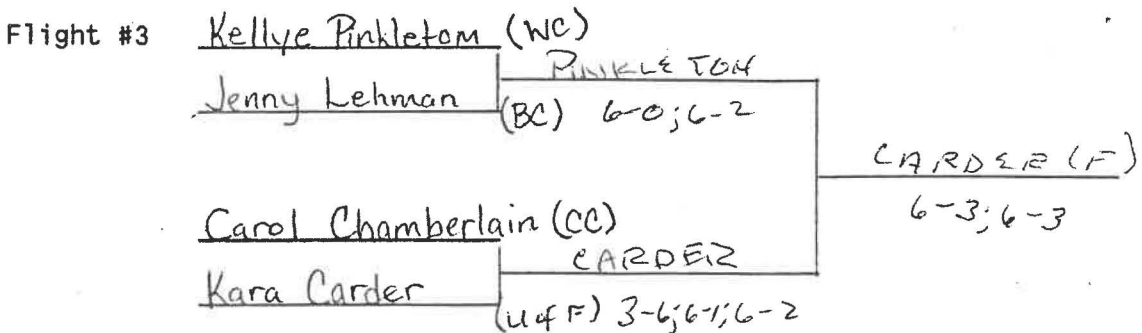 Flight #3 Kellye Pinkletom (WC)
PINKLETON
Jenny Lehman (BC) 6-0; 6-2
CARDER (F)
6-3; 6-3
Carol Chamberlain (CC)
CARDER
Kara Carder (U of F) 3-6; 6-1; 6-2